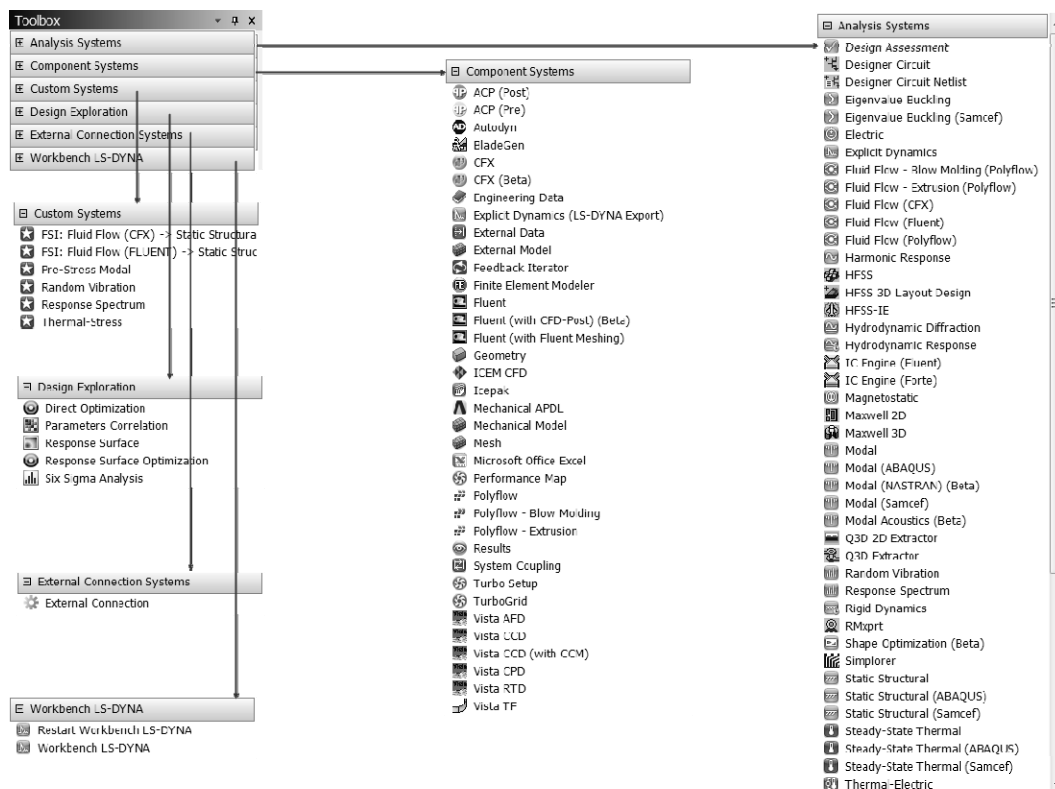 Toolbox
Analysis Systems
Component Systems
Custom Systems
Design Exploration
External Connection Systems
Workbench LS-DYNA
Custom Systems
FSI: Fluid Flow (CFX) -> Static Structura
FSI: Fluid Flow (FLUENT) -> Static Struc
Pre-Stress Modal
Random Vibration
Response Spectrum
Thermal-Stress
Design Exploration
Direct Optimization
Parameters Correlation
Response Surface
Response Surface Optimization
Six Sigma Analysis
External Connection Systems
External Connection
Workbench LS-DYNA
Restart Workbench LS-DYNA
Workbench LS-DYNA
Component Systems
ACP (Post)
ACP (Pre)
Autodyn
BladeGen
CFX
CFX (Beta)
Engineering Data
Explicit Dynamics (LS-DYNA Export)
External Data
External Model
Feedback Iterator
Finite Element Modeler
Fluent
Fluent (with CFD-Post) (Beta)
Fluent (with Fluent Meshing)
Geometry
ICEM CFD
Icepak
Mechanical APDL
Mechanical Model
Mesh
Microsoft Office Excel
Performance Map
Polyflow
Polyflow - Blow Molding
Polyflow - Extrusion
Results
System Coupling
Turbo Setup
TurboGrid
Vista AFD
Vista CCD
Vista CCD (with CCM)
Vista CPD
Vista RTD
Vista TF
Analysis Systems
Design Assessment
Designer Circuit
Designer Circuit Netlist
Eigenvalue Buckling
Eigenvalue Buckling (Samcef)
Electric
Explicit Dynamics
Fluid Flow - Blow Molding (Polyflow)
Fluid Flow - Extrusion (Polyflow)
Fluid Flow (CFX)
Fluid Flow (Fluent)
Fluid Flow (Polyflow)
Harmonic Response
HFSS
HFSS 3D Layout Design
HFSS-IE
Hydrodynamic Diffraction
Hydrodynamic Response
IC Engine (Fluent)
IC Engine (Forte)
Magnetostatic
Maxwell 2D
Maxwell 3D
Modal
Modal (ABAQUS)
Modal (NASTRAN) (Beta)
Modal (Samcef)
Modal Acoustics (Beta)
Q3D 2D Extractor
Q3D Extractor
Random Vibration
Response Spectrum
Rigid Dynamics
RMxprt
Shape Optimization (Beta)
Simplorer
Static Structural
Static Structural (ABAQUS)
Static Structural (Samcef)
Steady-State Thermal
Steady-State Thermal (ABAQUS)
Steady-State Thermal (Samcef)
Thermal-Electric